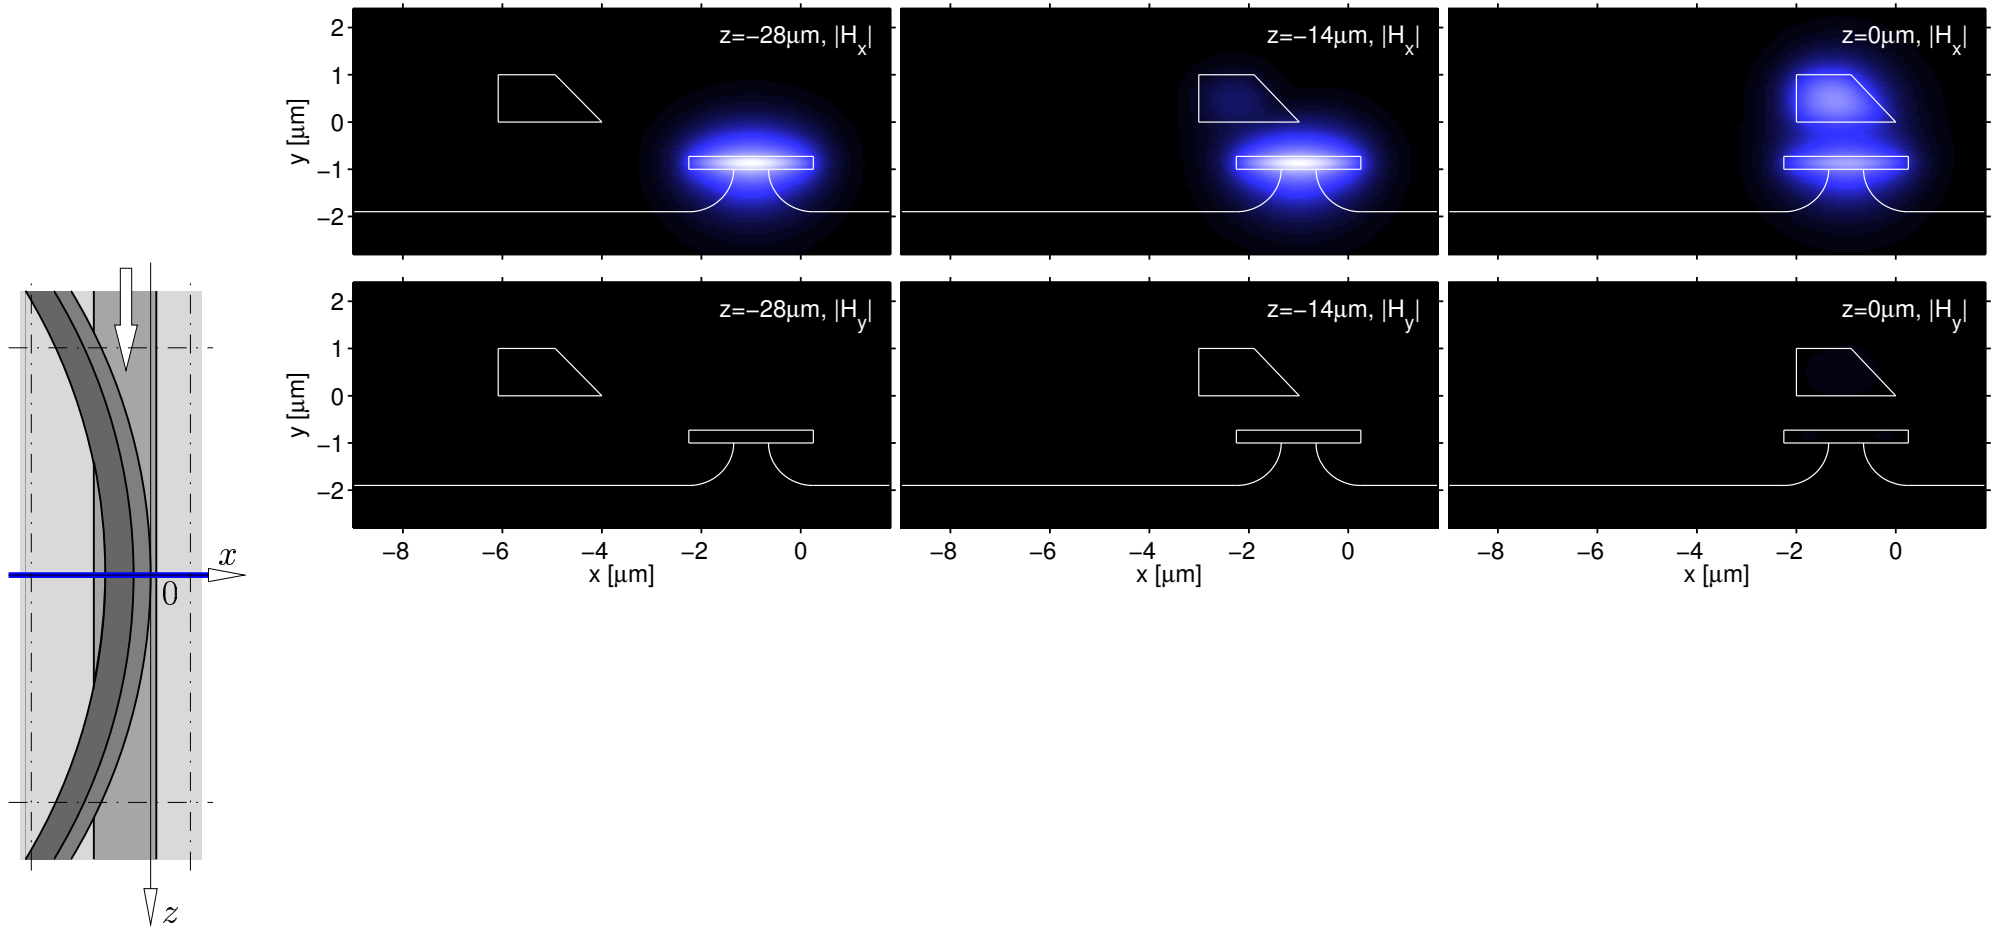 z=−28μm, |Hx|
z=−14μm, |Hx|
z=0μm, |Hx|
2
1
0
−1
−2
y [μm]
z=−28μm, |Hy|
z=−14μm, |Hy|
z=0μm, |Hy|
2
1
0
−1
−2
y [μm]
−8 −6 −4 −2 0
−8 −6 −4 −2 0
−8 −6 −4 −2 0
x [μm]
x [μm]
x [μm]
x
0
z